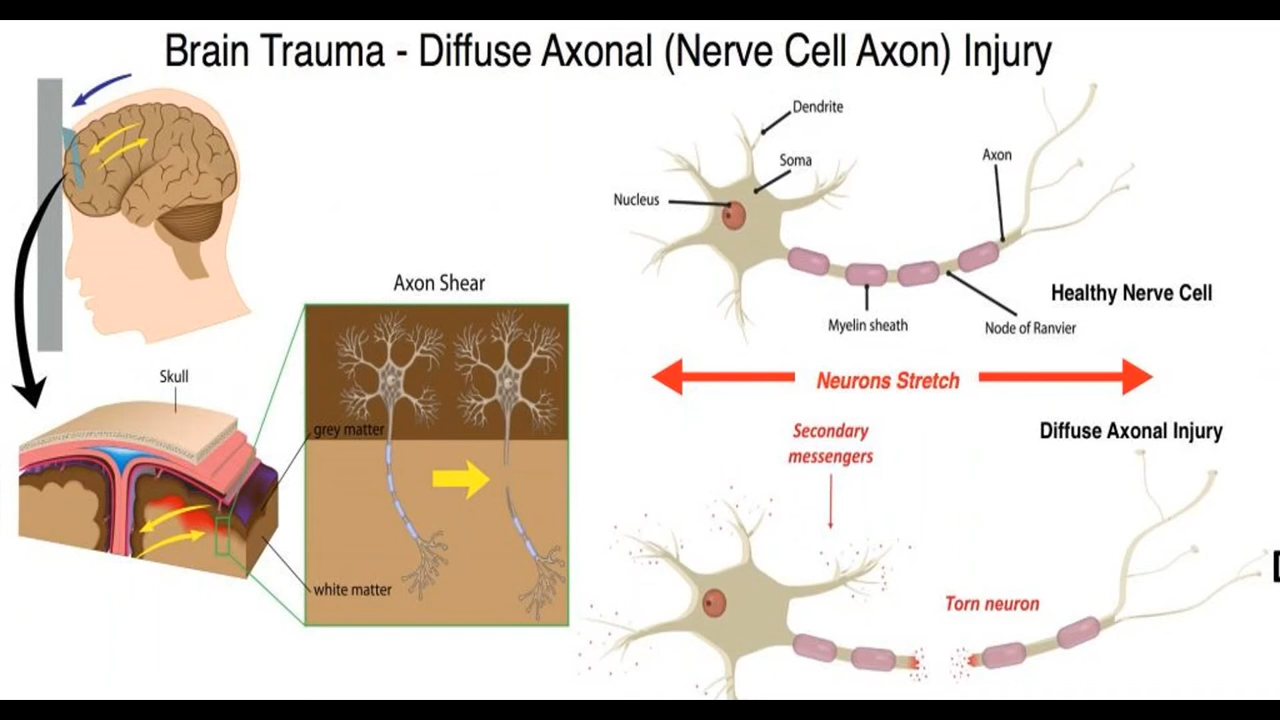 Brain Trauma - Diffuse Axonal (Nerve Cell Axon) Injury
Dendrite
Soma
Nucleus
Axon
Myelin sheath
Node of Ranvier
Healthy Nerve Cell
Axon Shear
Skull
grey matter
white matter
Neurons Stretch
Secondary
messengers
Diffuse Axonal Injury
Torn neuron